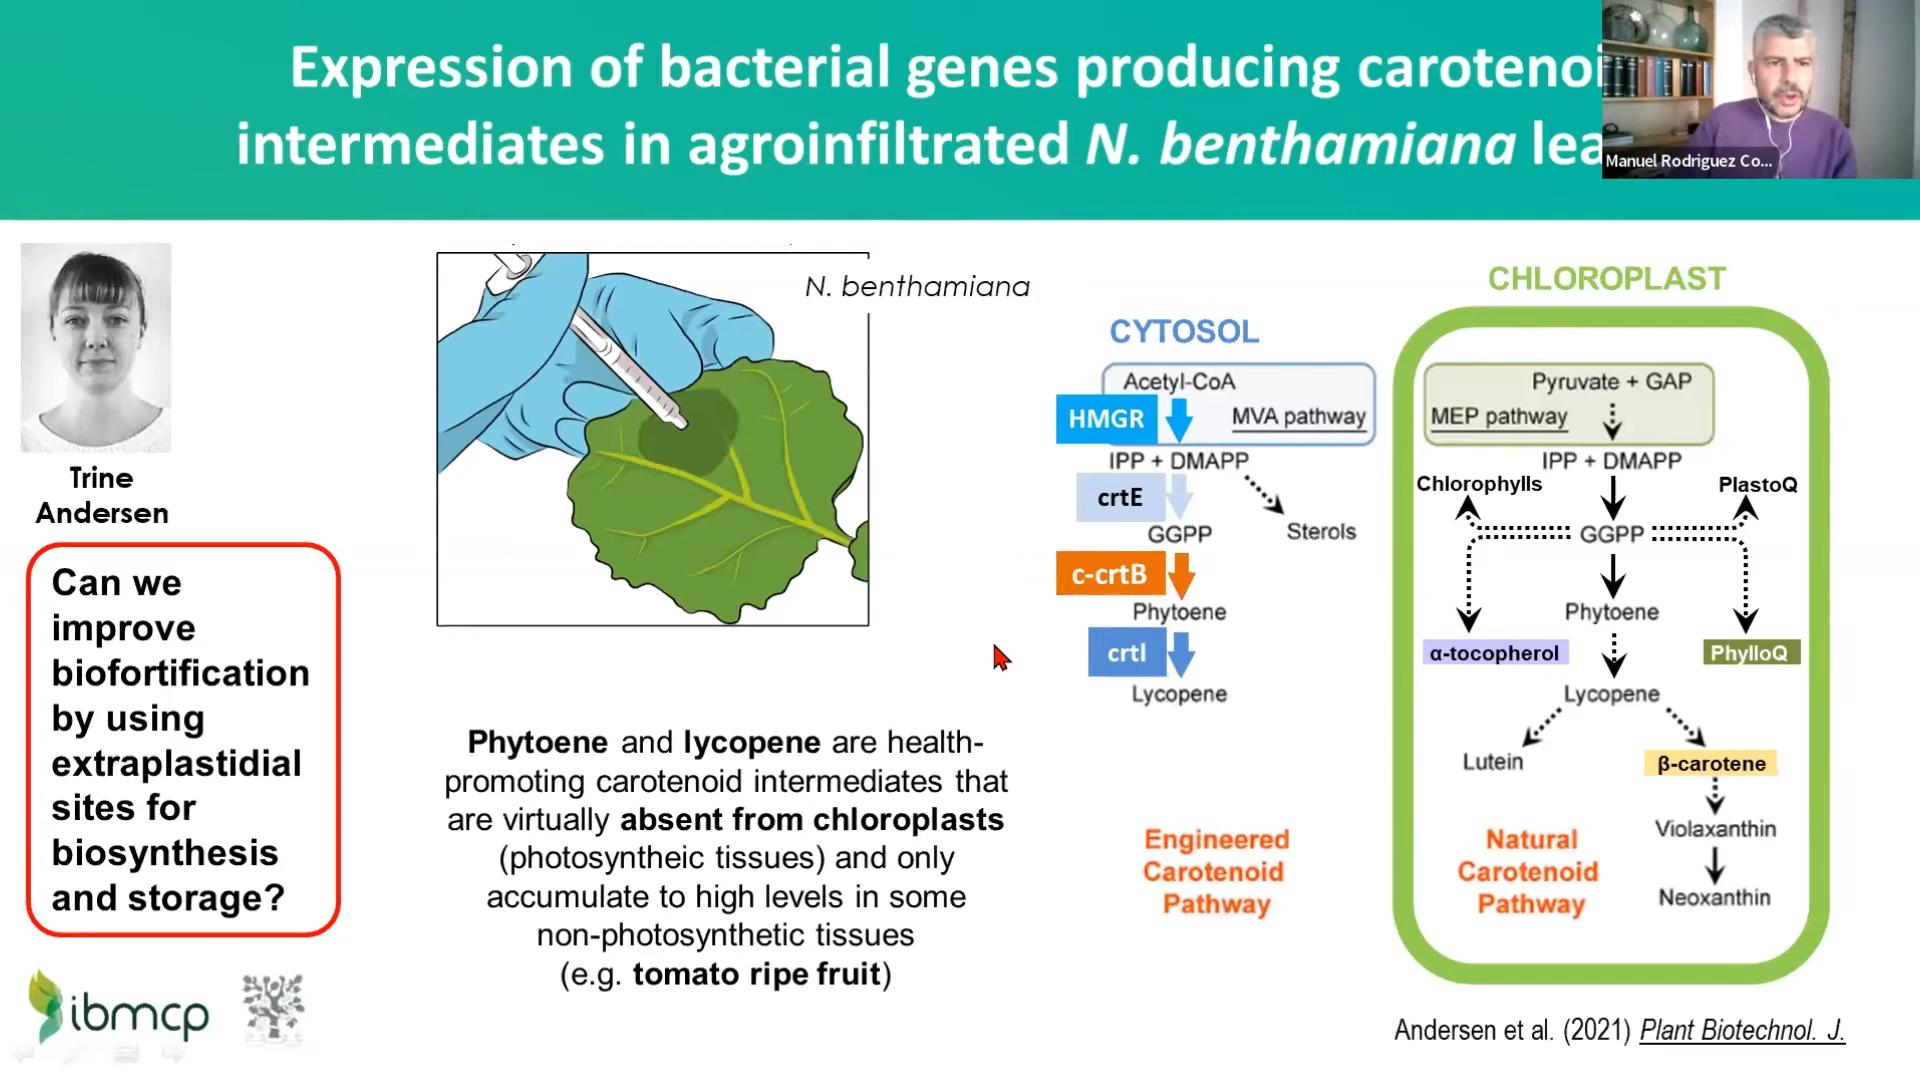 Expression of bacterial genes producing caroteno
intermediates in agroinfiltrated N. benthamiana lea
Manuel Rodriguez Co...
Trine
Andersen
Can we
improve
biofortification
by using
extraplastidial
sites for
biosynthesis
and storage?
ibmcp
N. benthamiana
Phytoene and lycopene are health-
promoting carotenoid intermediates that
are virtually absent from chloroplasts
(photosyntheic tissues) and only
accumulate to high levels in some
non-photosynthetic tissues
(e.g. tomato ripe fruit)
CYTOSOL
Acetyl-CoA
HMGR
MVA pathway
IPP + DMAPP
crtE
GGPP
Sterols
c-crtB
Phytoene
crtI
Lycopene
Engineered
Carotenoid
Pathway
CHLOROPLAST
Pyruvate + GAP
MEP pathway
IPP + DMAPP
Chlorophylls
PlastoQ
GGPP
Phytoene
α-tocopherol
PhylloQ
Lycopene
Lutein
β-carotene
Violaxanthin
Neoxanthin
Natural
Carotenoid
Pathway
Andersen et al. (2021) Plant Biotechnol. J.